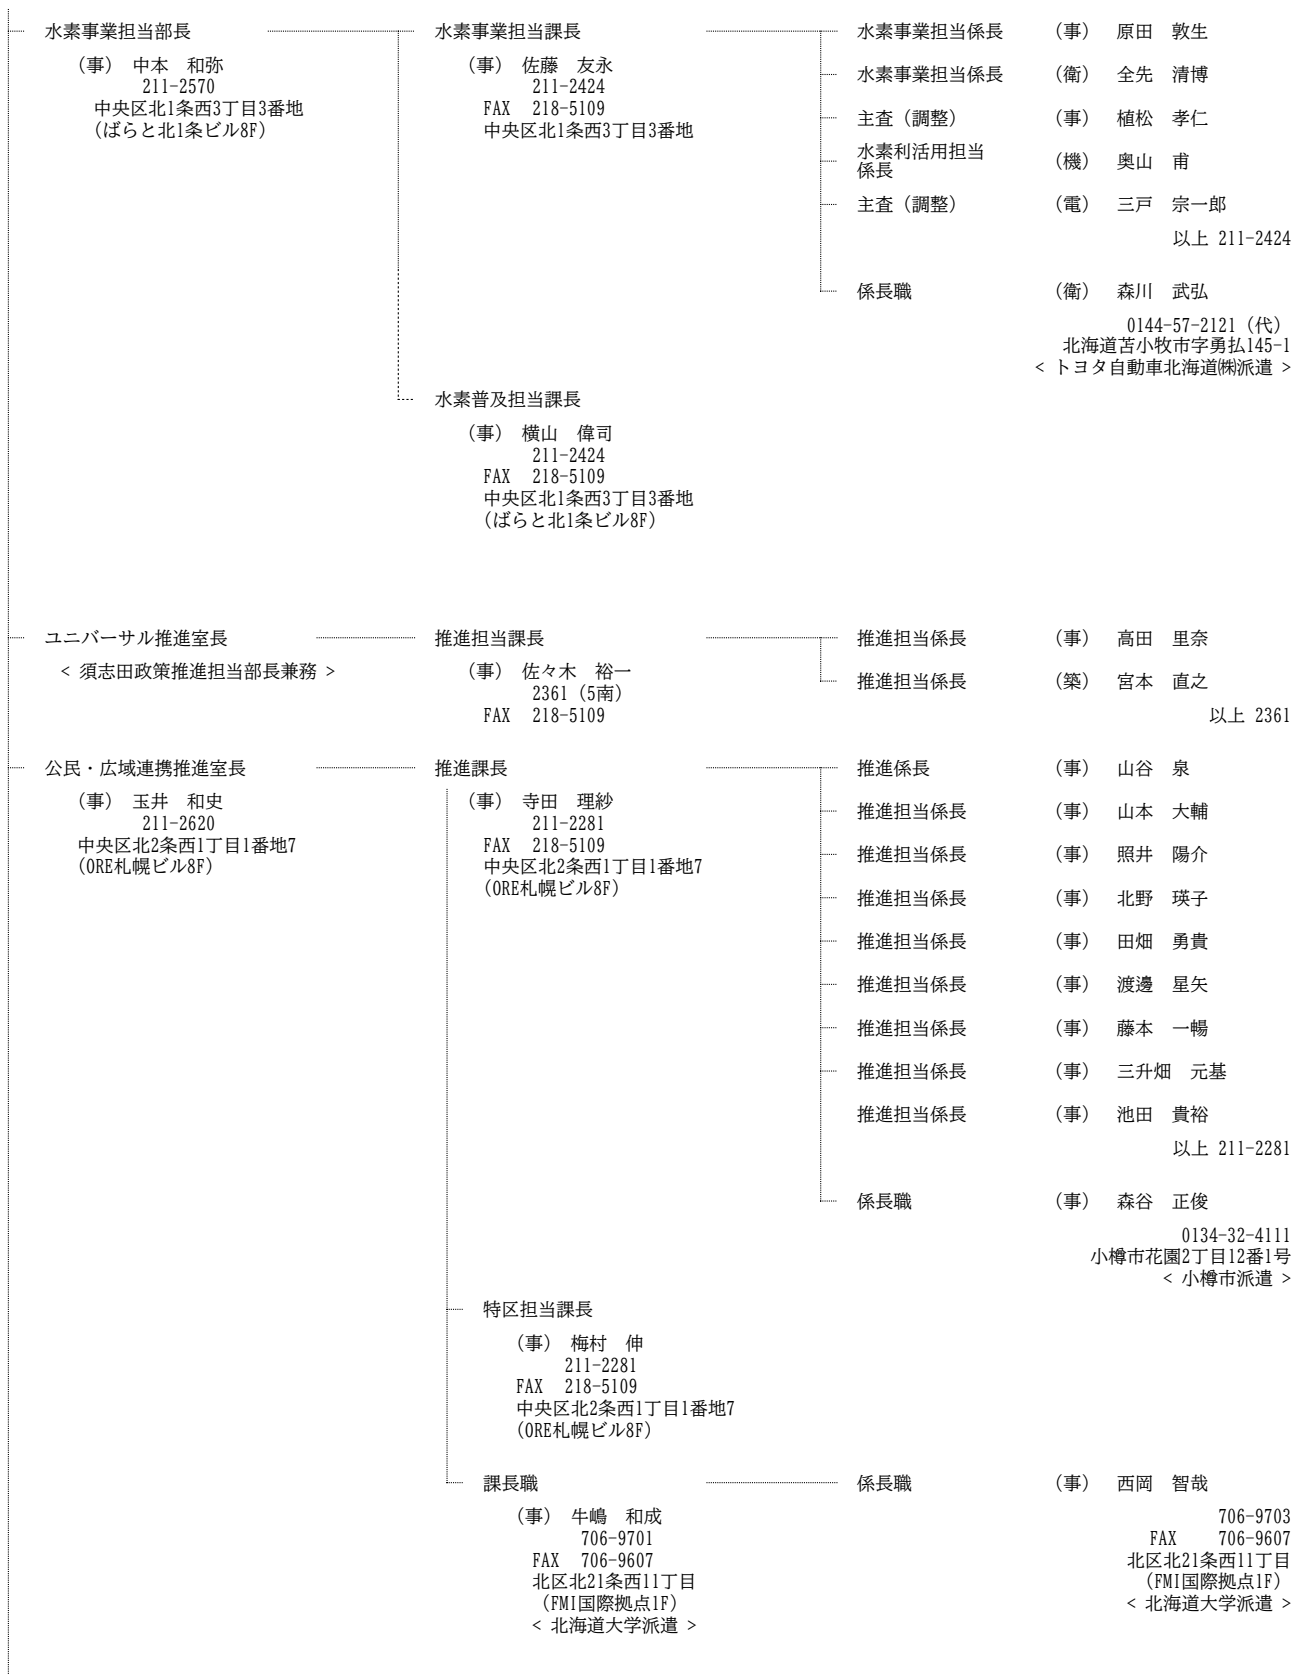 水素事業担当部長
（事） 中本　和弥
211-2570
中央区北1条西3丁目3番地
（ばらと北1条ビル8F）
水素事業担当課長
（事） 佐藤　友永
211-2424
FAX 218-5109
中央区北1条西3丁目3番地
水素事業担当係長 （事） 原田　敦生
水素事業担当係長 （衛） 全先　清博
主査（調整） （事） 植松　孝仁
水素利活用担当
係長 （機） 奥山　甫
主査（調整） （電） 三戸　宗一郎
以上 211-2424
係長職 （衛） 森川　武弘
0144-57-2121（代）
北海道苫小牧市字勇払145-1
< トヨタ自動車北海道㈱派遣 >
水素普及担当課長
（事） 横山　偉司
211-2424
FAX 218-5109
中央区北1条西3丁目3番地
（ばらと北1条ビル8F）
ユニバーサル推進室長
< 須志田政策推進担当部長兼務 >
推進担当課長
（事） 佐々木　裕一
2361（5南）
FAX 218-5109
推進担当係長 （事） 高田　里奈
推進担当係長 （築） 宮本　直之
以上 2361
公民・広域連携推進室長
（事） 玉井　和史
211-2620
中央区北2条西1丁目1番地7
（ORE札幌ビル8F）
推進課長
（事） 寺田　理紗
211-2281
FAX 218-5109
中央区北2条西1丁目1番地7
（ORE札幌ビル8F）
推進係長 （事） 山谷　泉
推進担当係長 （事） 山本　大輔
推進担当係長 （事） 照井　陽介
推進担当係長 （事） 北野　瑛子
推進担当係長 （事） 田畑　勇貴
推進担当係長 （事） 渡邊　星矢
推進担当係長 （事） 藤本　一暢
推進担当係長 （事） 三升畑　元基
推進担当係長 （事） 池田　貴裕
以上 211-2281
係長職 （事） 森谷　正俊
0134-32-4111
小樽市花園2丁目12番1号
< 小樽市派遣 >
特区担当課長
（事） 梅村　伸
211-2281
FAX 218-5109
中央区北2条西1丁目1番地7
（ORE札幌ビル8F）
課長職
（事） 牛嶋　和成
706-9701
FAX 706-9607
北区北21条西11丁目
（FMI国際拠点1F）
< 北海道大学派遣 >
係長職 （事） 西岡　智哉
706-9703
FAX 706-9607
北区北21条西11丁目
（FMI国際拠点1F）
< 北海道大学派遣 >